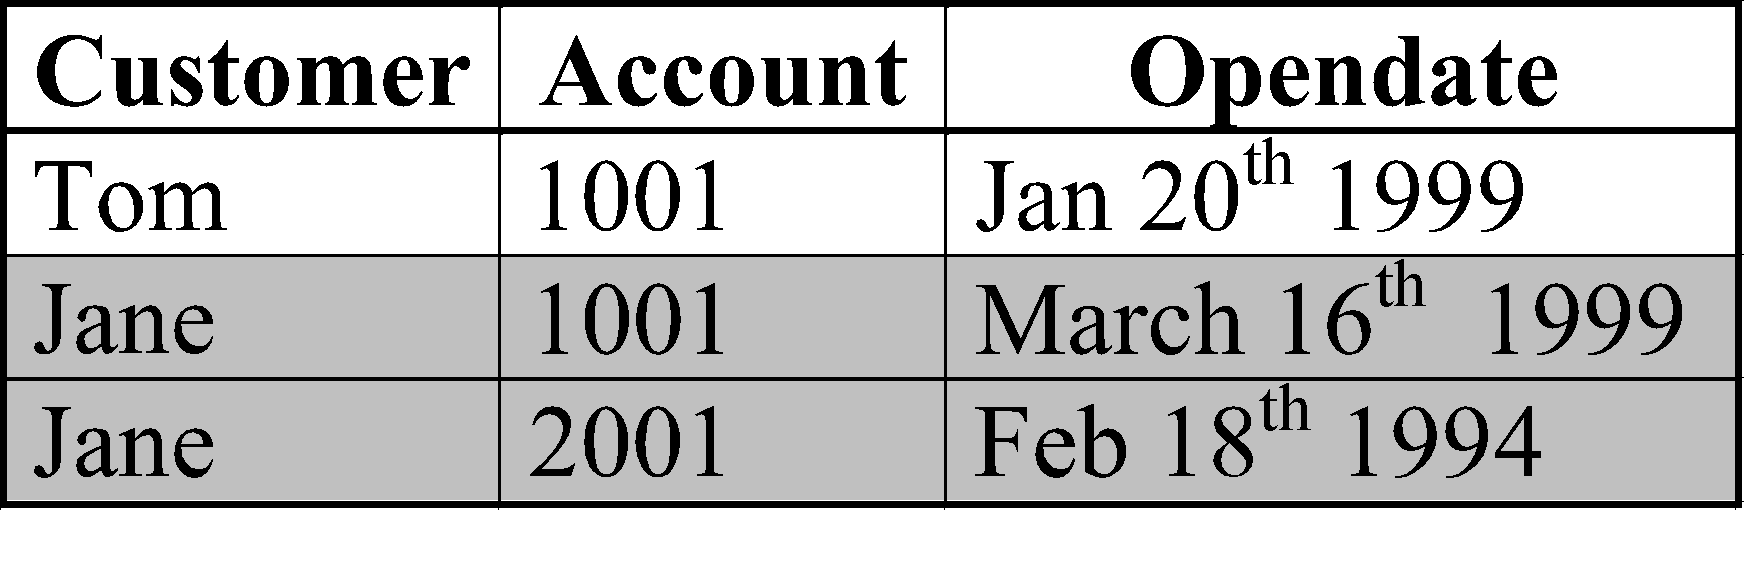 Customer Account Opendate
Tom 1001 Jan 20th 1999
Jane 1001 March 16th 1999
Jane 2001 Feb 18th 1994